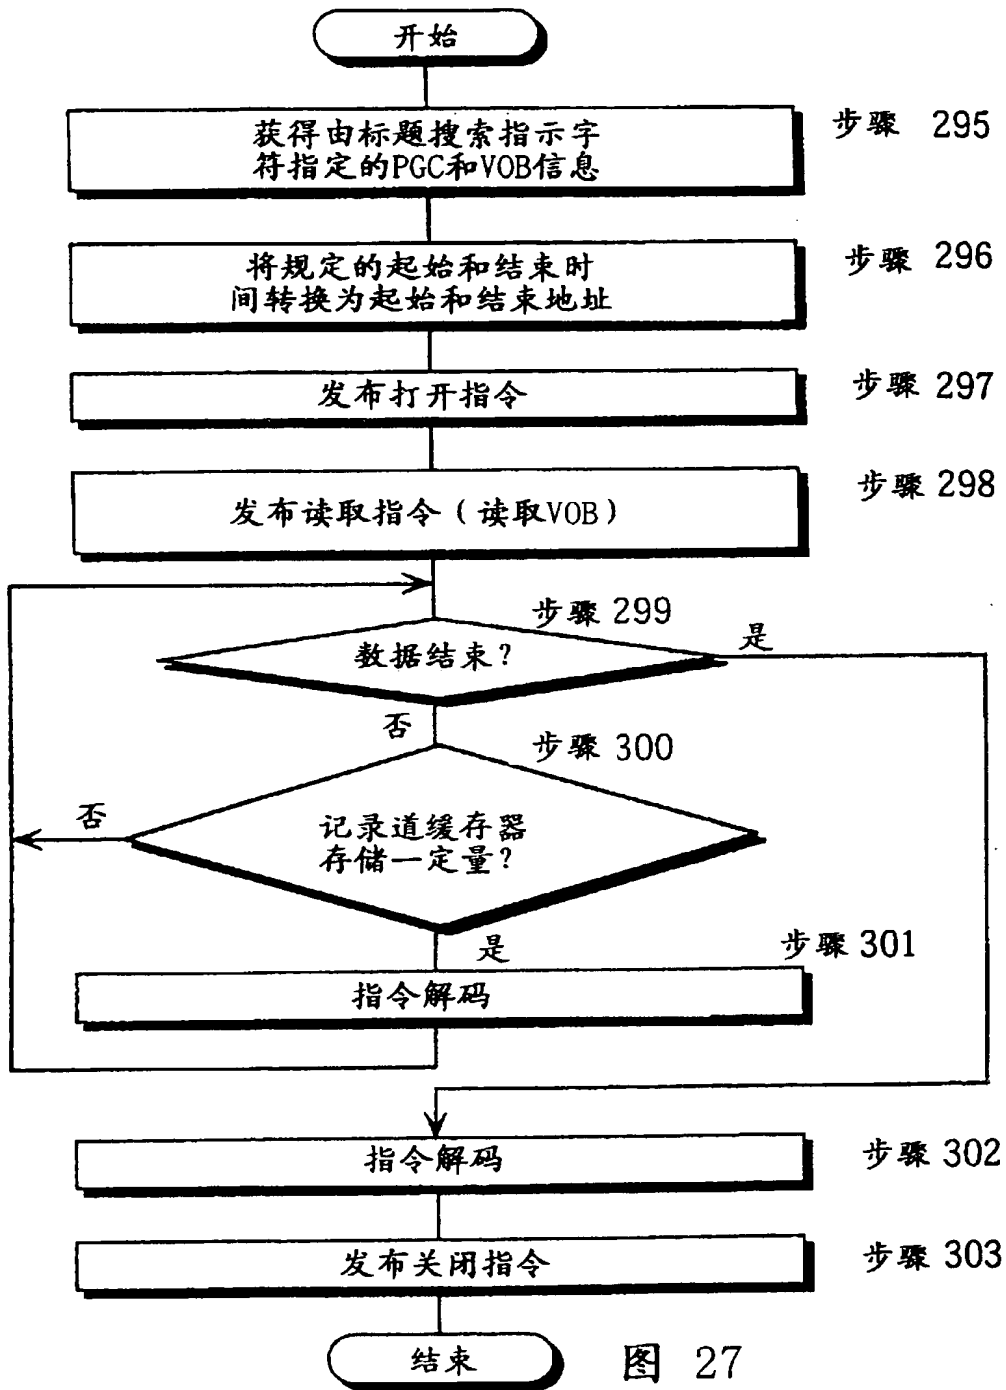 开始
获得由标题搜索指示字
符指定的PGC和VOB信息
步骤 295
将规定的起始和结束时
间转换为起始和结束地址
步骤 296
发布打开指令
步骤 297
发布读取指令（读取VOB）
步骤 298
步骤 299
数据结束？
是
否
步骤 300
否
记录道缓存器
存储一定量？
是
步骤 301
指令解码
指令解码
步骤 302
发布关闭指令
步骤 303
结束
图 27